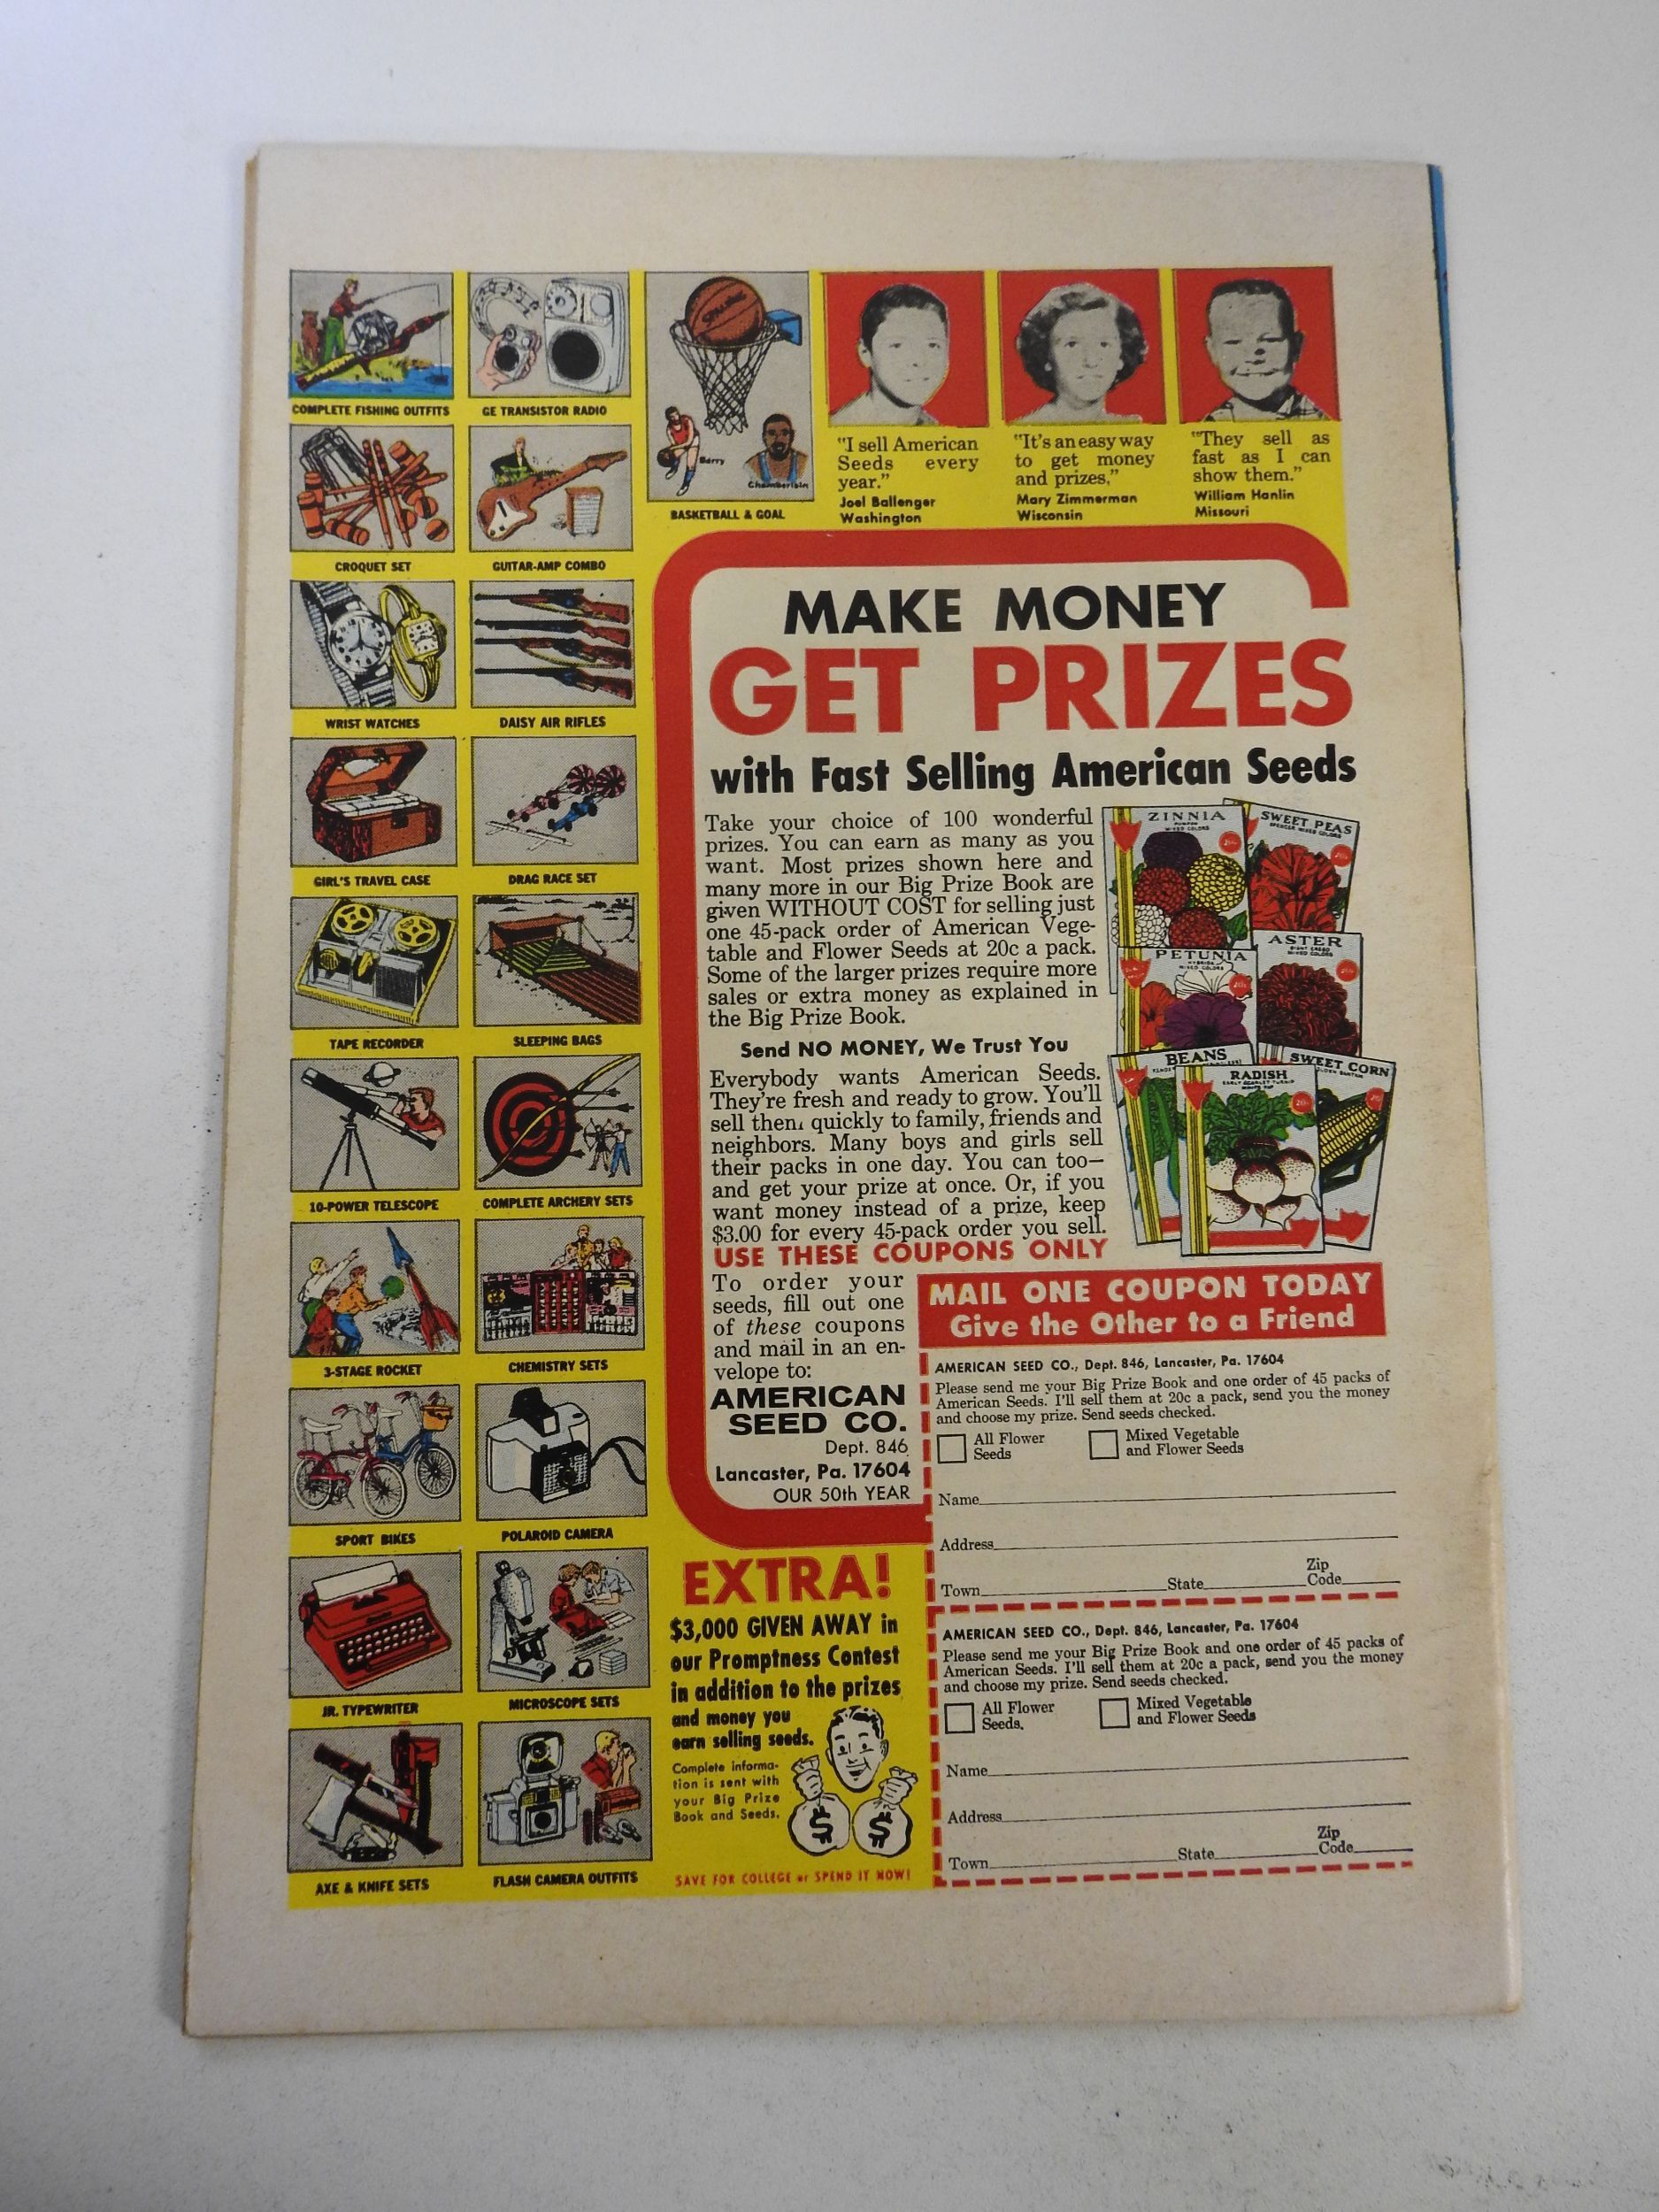 COMPLETE FISHING OUTFITS
GE TRANSISTOR RADIO
SPALDING
Barry
Chamberlain
BASKETBALL & GOAL
CROQUET SET
GUITAR-AMP COMBO
WRIST WATCHES
DAISY AIR RIFLES
GIRL'S TRAVEL CASE
DRAG RACE SET
TAPE RECORDER
SLEEPING BAGS
10-POWER TELESCOPE
COMPLETE ARCHERY SETS
3-STAGE ROCKET
CHEMISTRY SETS
SPORT BIKES
POLAROID CAMERA
JR. TYPEWRITER
MICROSCOPE SETS
AXE & KNIFE SETS
FLASH CAMERA OUTFITS
"I sell American
Seeds every
year."
Joel Ballenger
Washington
"It's an easy way
to get money
and prizes,"
Mary Zimmerman
Wisconsin
"They sell as
fast as I can
show them."
William Hanlin
Missouri
MAKE MONEY
GET PRIZES
with Fast Selling American Seeds
Take your choice of 100 wonderful
prizes. You can earn as many as you
want. Most prizes shown here and
many more in our Big Prize Book are
given WITHOUT COST for selling just
one 45-pack order of American Vege-
table and Flower Seeds at 20c a pack.
Some of the larger prizes require more
sales or extra money as explained in
the Big Prize Book.
Send NO MONEY, We Trust You
Everybody wants American Seeds.
They're fresh and ready to grow. You'll
sell them quickly to family, friends and
neighbors. Many boys and girls sell
their packs in one day. You can too—
and get your prize at once. Or, if you
want money instead of a prize, keep
$3.00 for every 45-pack order you sell.
USE THESE COUPONS ONLY
ZINNIA
MIXED COLORS
SWEET PEAS
SPENCER MIXED COLORS
PETUNIA
MIXED COLORS
ASTER
MIXED COLORS
BEANS
RADISH
SWEET CORN
To order your
seeds, fill out one
of these coupons
and mail in an en-
velope to:
AMERICAN
SEED CO.
Dept. 846
Lancaster, Pa. 17604
OUR 50th YEAR
MAIL ONE COUPON TODAY
Give the Other to a Friend
AMERICAN SEED CO., Dept. 846, Lancaster, Pa. 17604
Please send me your Big Prize Book and one order of 45 packs of
American Seeds. I'll sell them at 20c a pack, send you the money
and choose my prize. Send seeds checked.
All Flower
Seeds
Mixed Vegetable
and Flower Seeds
Name
Address
Town State Zip Code
AMERICAN SEED CO., Dept. 846, Lancaster, Pa. 17604
Please send me your Big Prize Book and one order of 45 packs of
American Seeds. I'll sell them at 20c a pack, send you the money
and choose my prize. Send seeds checked.
All Flower
Seeds.
Mixed Vegetable
and Flower Seeds
Name
Address
Town State Zip Code
EXTRA!
$3,000 GIVEN AWAY in
our Promptness Contest
in addition to the prizes
and money you
earn selling seeds.
Complete informa-
tion is sent with
your Big Prize
Book and Seeds.
$ $
SAVE FOR COLLEGE or SPEND IT NOW!